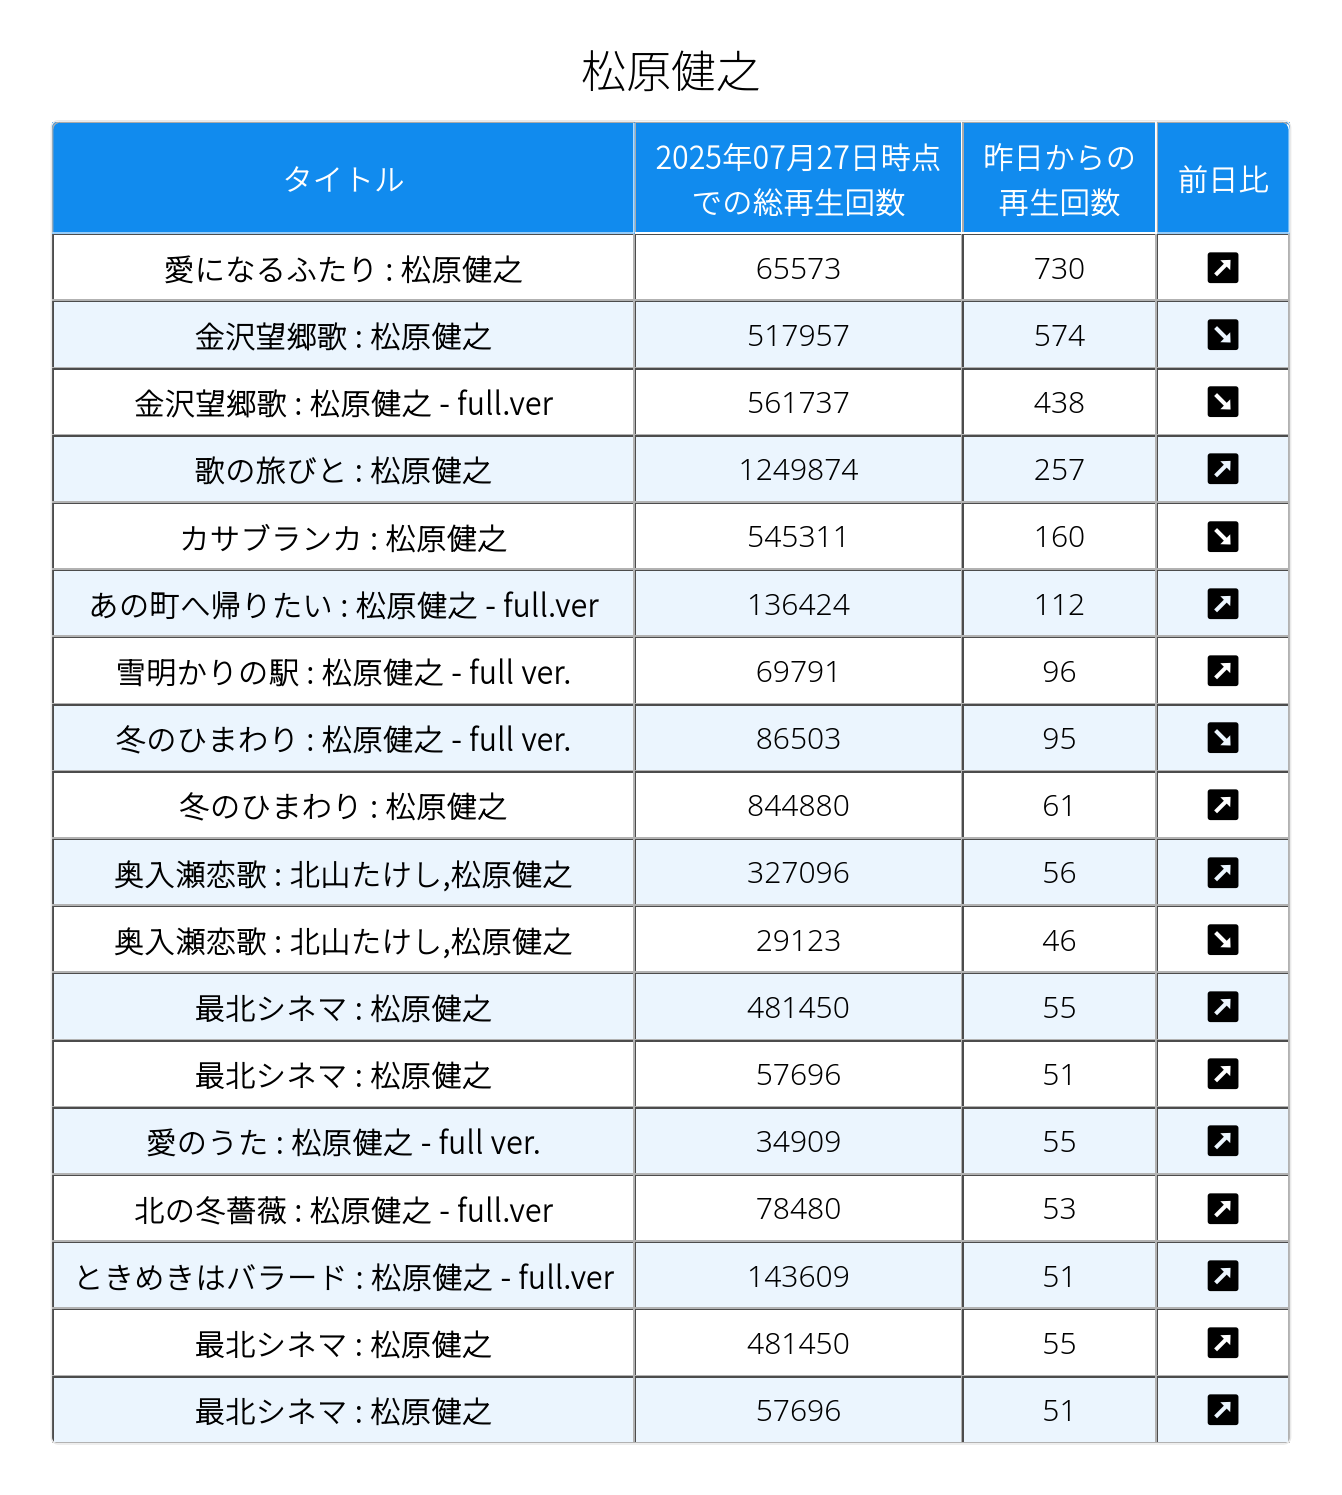 松原健之
タイトル 2025年07月27日時点 での総再生回数 昨日からの 再生回数 前日比
愛になるふたり : 松原健之 65573 730 ↗
金沢望郷歌 : 松原健之 517957 574 ↘
金沢望郷歌 : 松原健之 - full.ver 561737 438 ↘
歌の旅びと : 松原健之 1249874 257 ↗
カサブランカ : 松原健之 545311 160 ↘
あの町へ帰りたい : 松原健之 - full.ver 136424 112 ↗
雪明かりの駅 : 松原健之 - full ver. 69791 96 ↗
冬のひまわり : 松原健之 - full ver. 86503 95 ↘
冬のひまわり : 松原健之 844880 61 ↗
奥入瀬恋歌 : 北山たけし,松原健之 327096 56 ↗
奥入瀬恋歌 : 北山たけし,松原健之 29123 46 ↘
最北シネマ : 松原健之 481450 55 ↗
最北シネマ : 松原健之 57696 51 ↗
愛のうた : 松原健之 - full ver. 34909 55 ↗
北の冬薔薇 : 松原健之 - full.ver 78480 53 ↗
ときめきはバラード : 松原健之 - full.ver 143609 51 ↗
最北シネマ : 松原健之 481450 55 ↗
最北シネマ : 松原健之 57696 51 ↗